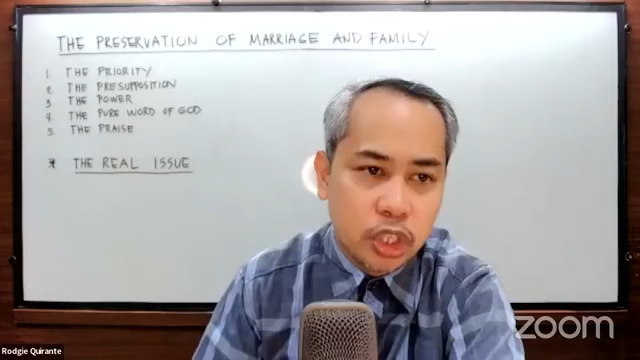 THE PRESERVATION OF MARRIAGE AND FAMILY
1. THE PRIORITY
2. THE PRESUPPOSITION
3. THE POWER
4. THE PURE WORD OF GOD
5. THE PRAISE
* THE REAL ISSUE
zoom
Rodgie Quirante